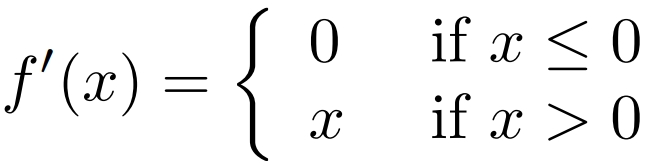 f′(x) = { 0 if x ≤ 0
x if x > 0